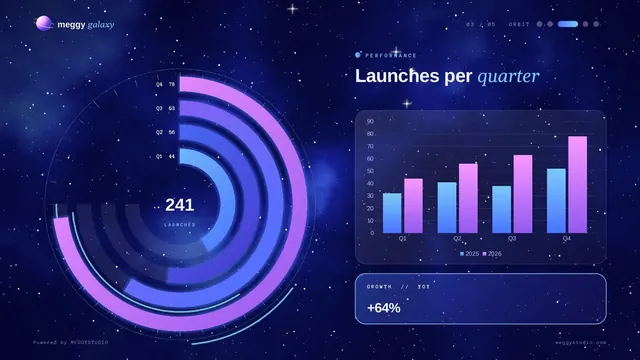 meggy galaxy
03 / 05 ORBIT
PERFORMANCE
Launches per quarter
Q4 78
Q3 63
Q2 56
Q1 44
241
LAUNCHED
90
80
70
60
50
40
30
20
10
0
Q1 Q2 Q3 Q4
2025 2026
GROWTH // YOY
+64%
Powered by MEGGYSTUDIO
meggystudio.com